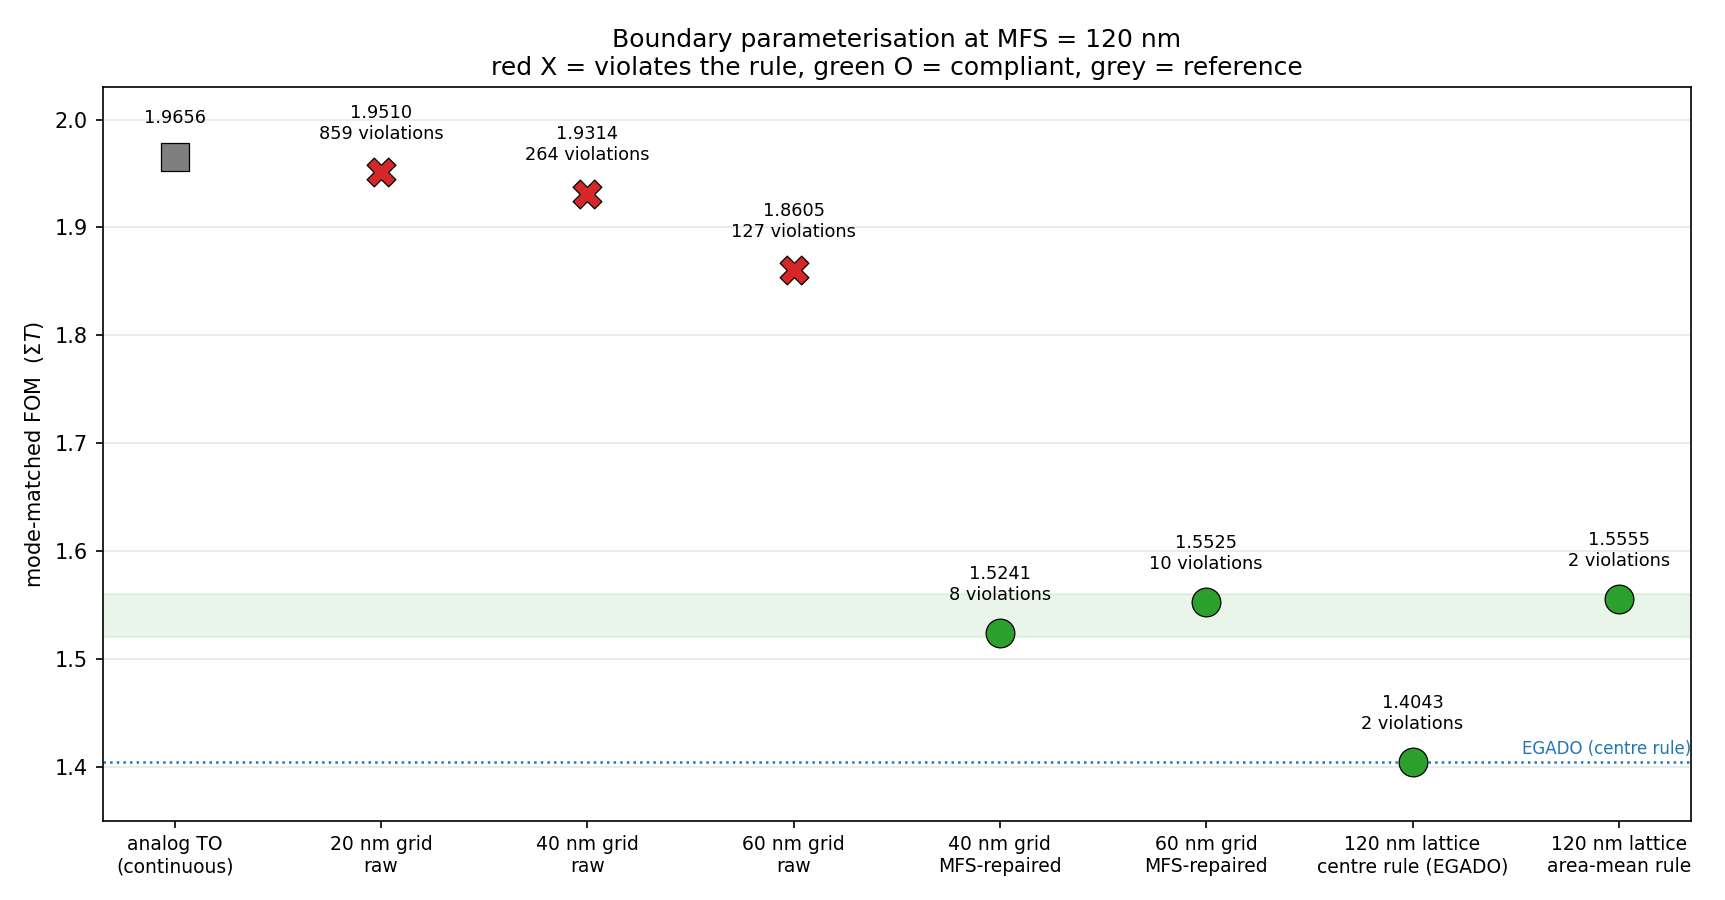 Boundary parameterisation at MFS = 120 nm
red X = violates the rule, green O = compliant, grey = reference
mode-matched FOM (ΣT)
2.0
1.9
1.8
1.7
1.6
1.5
1.4
1.9656
1.9510
859 violations
1.9314
264 violations
1.8605
127 violations
1.5241
8 violations
1.5525
10 violations
1.4043
2 violations
1.5555
2 violations
EGADO (centre rule)
analog TO
(continuous)
20 nm grid
raw
40 nm grid
raw
60 nm grid
raw
40 nm grid
MFS-repaired
60 nm grid
MFS-repaired
120 nm lattice
centre rule (EGADO)
120 nm lattice
area-mean rule